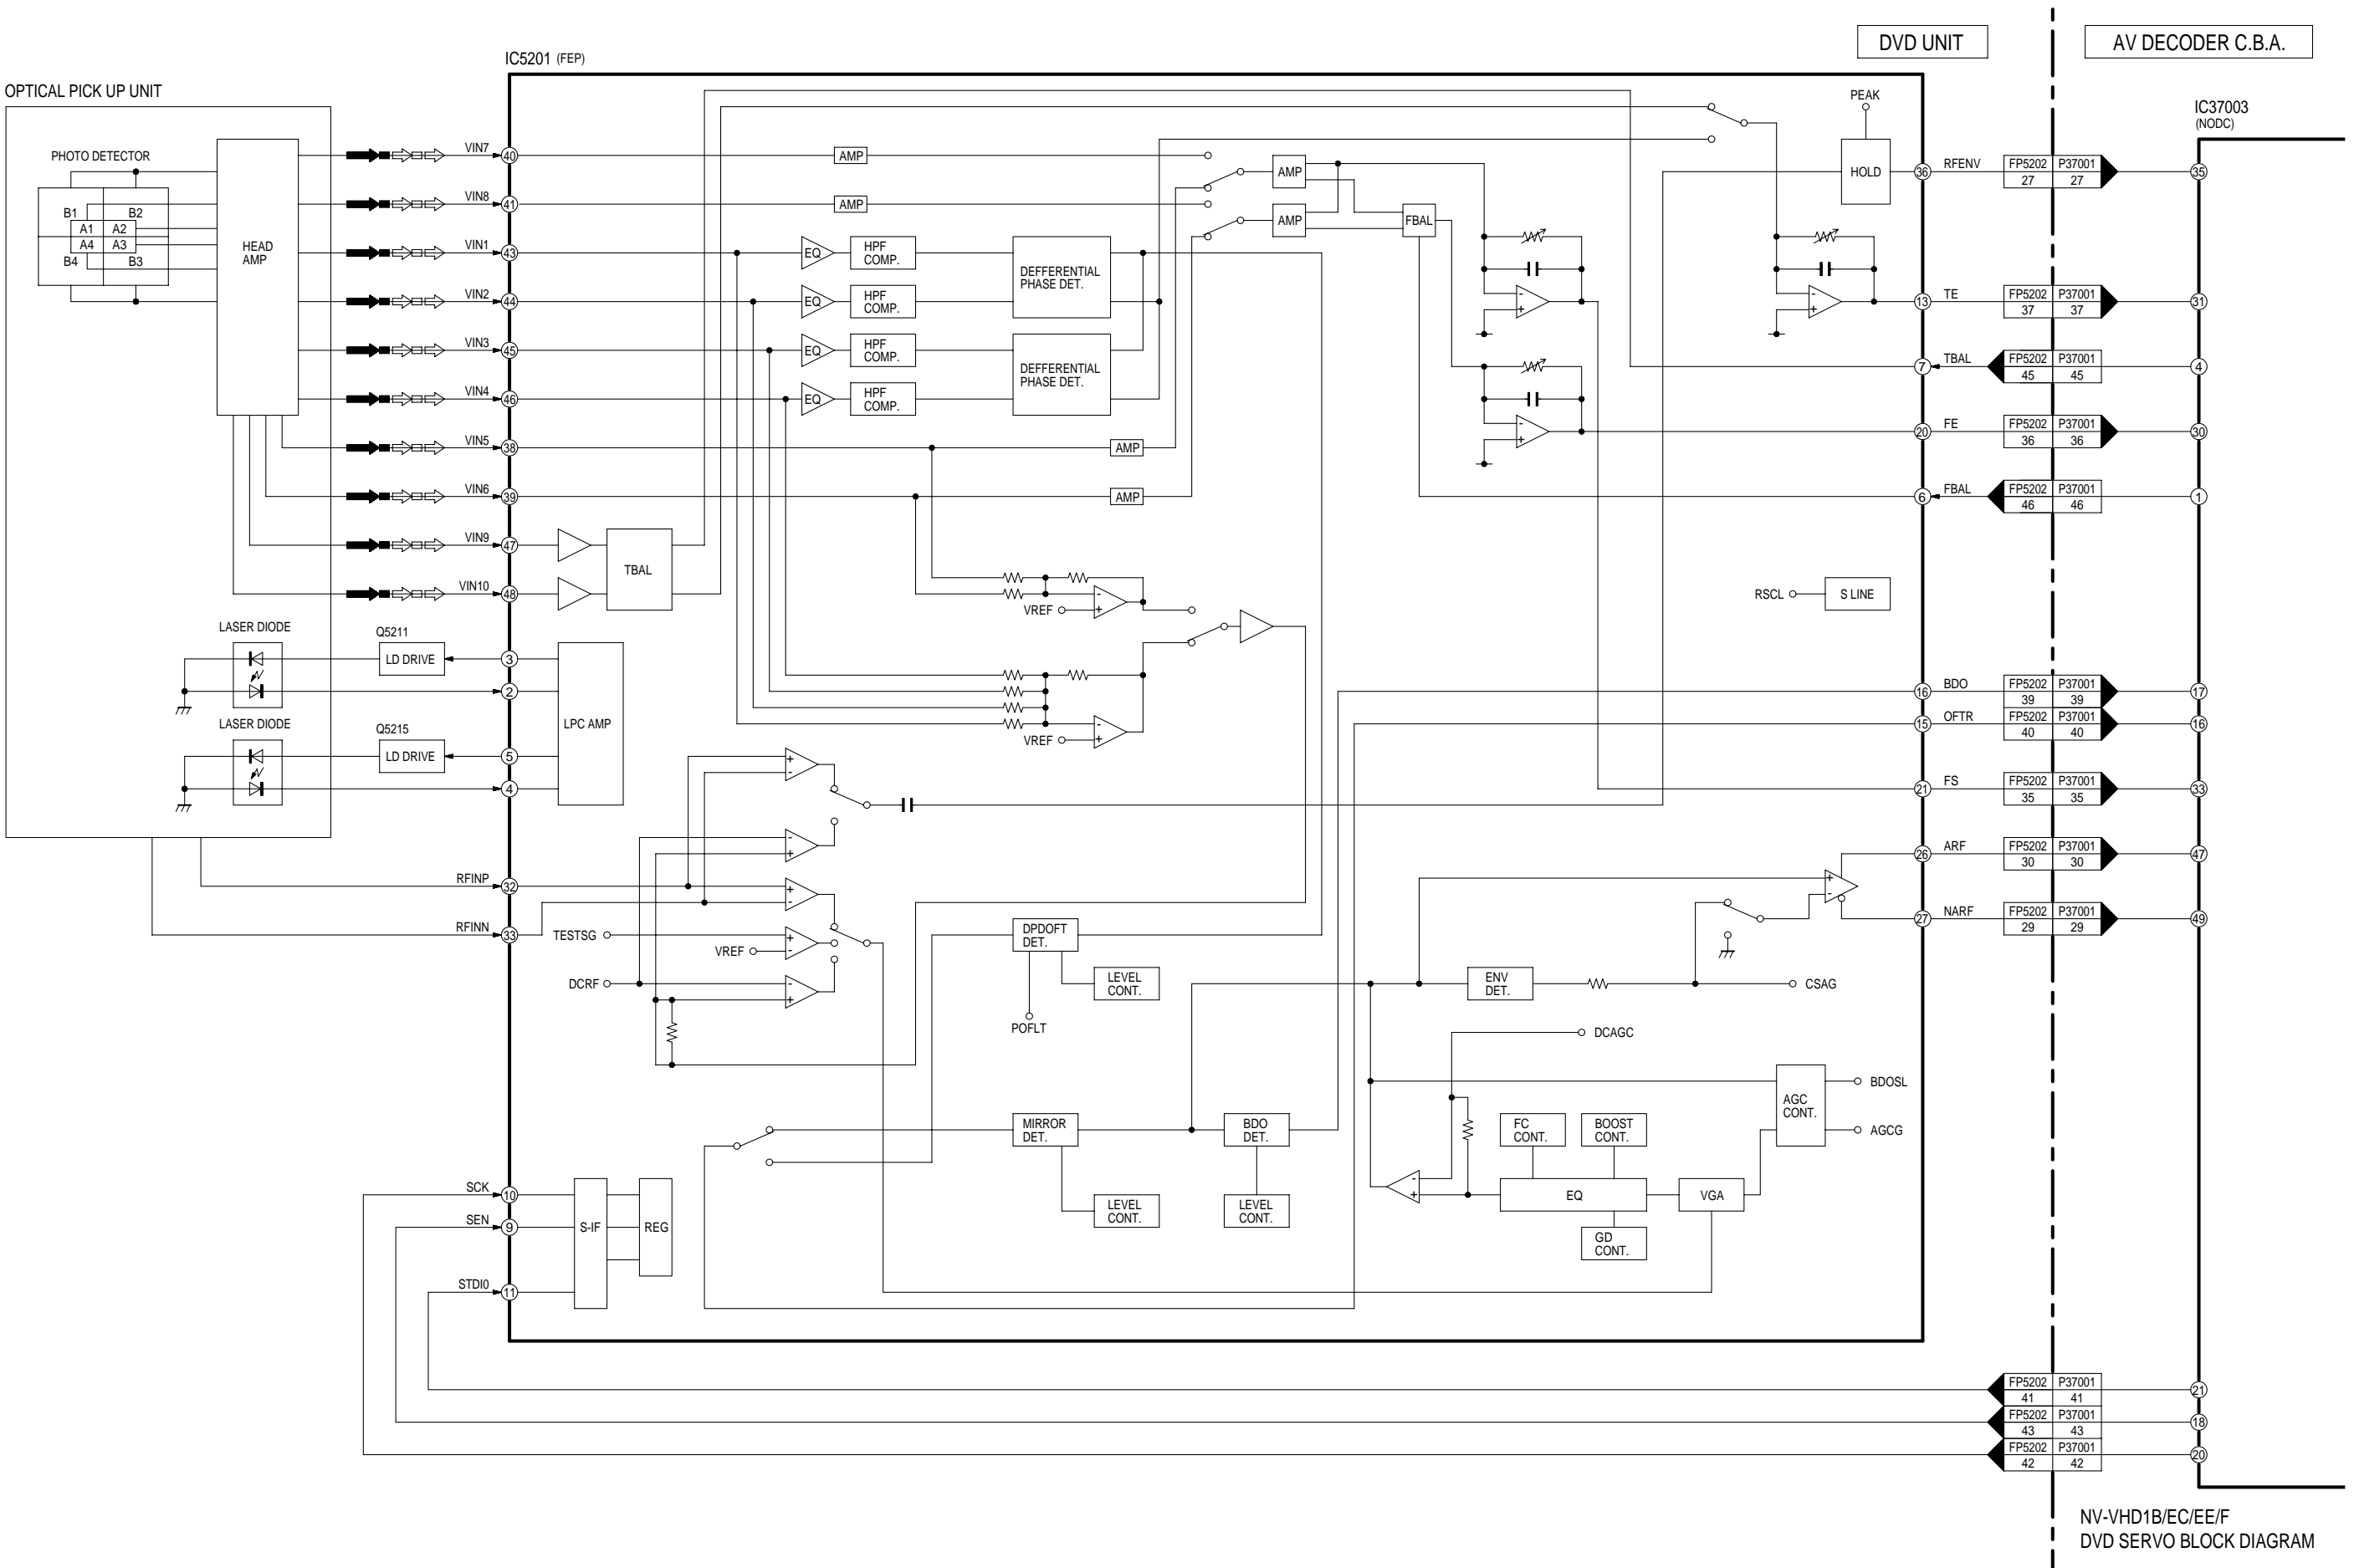 DVD UNIT
AV DECODER C.B.A.
IC5201 (FEP)
OPTICAL PICK UP UNIT
PEAK
IC37003
(NODC)
PHOTO DETECTOR
B1 B2
A1 A2
A4 A3
B4 B3
HEAD
AMP
VIN7 40 AMP
VIN8 41 AMP
VIN1 43 EQ HPF
COMP.
VIN2 44 EQ HPF
COMP.
DEFFERENTIAL
PHASE DET.
VIN3 45 EQ HPF
COMP.
VIN4 46 EQ HPF
COMP.
DEFFERENTIAL
PHASE DET.
VIN5 38 AMP
VIN6 39 AMP
VIN9 47
VIN10 48
TBAL
AMP
AMP
FBAL
- +
- +
- +
HOLD
36 RFENV FP5202 P37001 35
27 27
13 TE FP5202 P37001 31
37 37
7 TBAL FP5202 P37001 4
45 45
20 FE FP5202 P37001 30
36 36
6 FBAL FP5202 P37001 1
46 46
RSCL S LINE
VREF - +
VREF - +
LASER DIODE
Q5211
LD DRIVE 3
2
LASER DIODE
Q5215
LD DRIVE 5
4
LPC AMP
16 BDO FP5202 P37001 17
39 39
15 OFTR FP5202 P37001 16
40 40
21 FS FP5202 P37001 33
35 35
26 ARF FP5202 P37001 47
30 30
27 NARF FP5202 P37001 49
29 29
+ -
- +
RFINP 32 + -
RFINN 33
TESTSG + -
VREF
DCRF - +
DPDOFT
DET.
LEVEL
CONT.
POFLT
+ -
ENV
DET.
CSAG
DCAGC
AGC
CONT.
BDOSL
AGCG
MIRROR
DET.
BDO
DET.
FC
CONT.
BOOST
CONT.
LEVEL
CONT.
LEVEL
CONT.
- +
EQ
VGA
GD
CONT.
SCK 10
SEN 9
STDI0 11
S-IF
REG
FP5202 P37001 21
41 41
FP5202 P37001 18
43 43
FP5202 P37001 20
42 42
NV-VHD1B/EC/EE/F
DVD SERVO BLOCK DIAGRAM